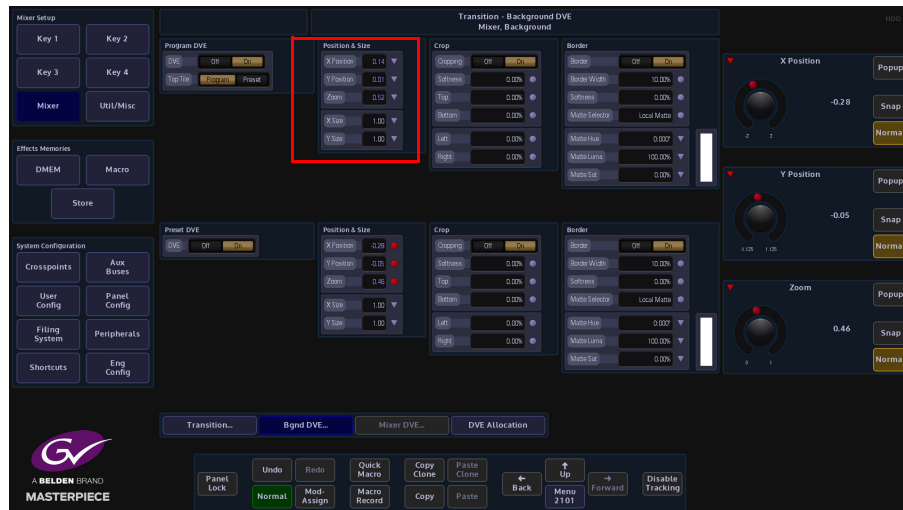 Mixer Setup
Key 1
Key 2
Key 3
Key 4
Mixer
Util/Misc
Effects Memories
DMEM
Macro
Store
System Configuration
Crosspoints
Aux
Buses
User
Config
Panel
Config
Filing
System
Peripherals
Shortcuts
Eng
Config
GV
A BELDEN BRAND
MASTERPIECE
Transition - Background DVE
Mixer, Background
HDD
Program DVE
DVE Off On
Top Tile Program Preset
Position & Size
X Position 0.14
Y Position 0.01
Zoom 0.52
X Size 1.00
Y Size 1.00
Crop
Cropping Off On
Softness 0.00%
Top 0.00%
Bottom 0.00%
Left 0.00%
Right 0.00%
Border
Border Off On
Border Width 10.00%
Softness 0.00%
Matte Selector Local Matte
Matte Hue 0.000°
Matte Luma 100.00%
Matte Sat 0.00%
Preset DVE
DVE Off On
Position & Size
X Position -0.28
Y Position -0.05
Zoom 0.46
X Size 1.00
Y Size 1.00
Crop
Cropping Off On
Softness 0.00%
Top 0.00%
Bottom 0.00%
Left 0.00%
Right 0.00%
Border
Border Off On
Border Width 10.00%
Softness 0.00%
Matte Selector Local Matte
Matte Hue 0.000°
Matte Luma 100.00%
Matte Sat 0.00%
X Position
-0.28
-2 2
Popup
Snap
Norma
Y Position
-0.05
-1.125 1.125
Popup
Snap
Norma
Zoom
0.46
0 1
Popup
Snap
Norma
Transition...
Bgnd DVE...
Mixer DVE...
DVE Allocation
Panel
Lock
Undo
Redo
Quick
Macro
Copy
Clone
Paste
Clone
Normal
Mod-
Assign
Macro
Record
Copy
Paste
← Back
↑ Up
Menu
2101
→ Forward
Disable
Tracking